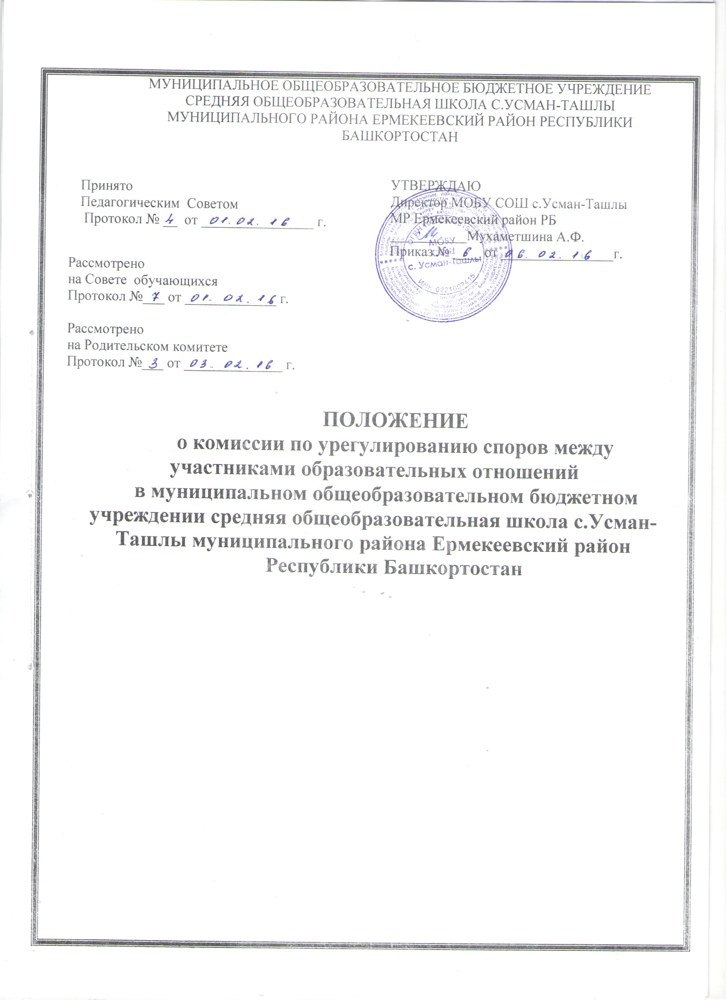 МУНИЦИПАЛЬНОЕ ОБЩЕОБРАЗОВАТЕЛЬНОЕ БЮДЖЕТНОЕ УЧРЕЖДЕНИЕ
СРЕДНЯЯ ОБЩЕОБРАЗОВАТЕЛЬНАЯ ШКОЛА С.УСМАН-ТАШЛЫ
МУНИЦИПАЛЬНОГО РАЙОНА ЕРМЕКЕЕВСКИЙ РАЙОН РЕСПУБЛИКИ
БАШКОРТОСТАН
Принято
Педагогическим Советом
Протокол № 4 от 01.02.16 г.
Рассмотрено
на Совете обучающихся
Протокол № 7 от 01.02.16 г.
Рассмотрено
на Родительском комитете
Протокол № 3 от 03.02.16 г.
УТВЕРЖДАЮ
Директор МОБУ СОШ с.Усман-Ташлы
МР Ермекеевский район РБ
Мухаметшина А.Ф.
Приказ № 6 от 06.02.16 г.
МОБУ
СОШ
с. Усман-Ташлы
ИНН 0221002415
ПОЛОЖЕНИЕ
о комиссии по урегулированию споров между
участниками образовательных отношений
в муниципальном общеобразовательном бюджетном
учреждении средняя общеобразовательная школа с.Усман-
Ташлы муниципального района Ермекеевский район
Республики Башкортостан